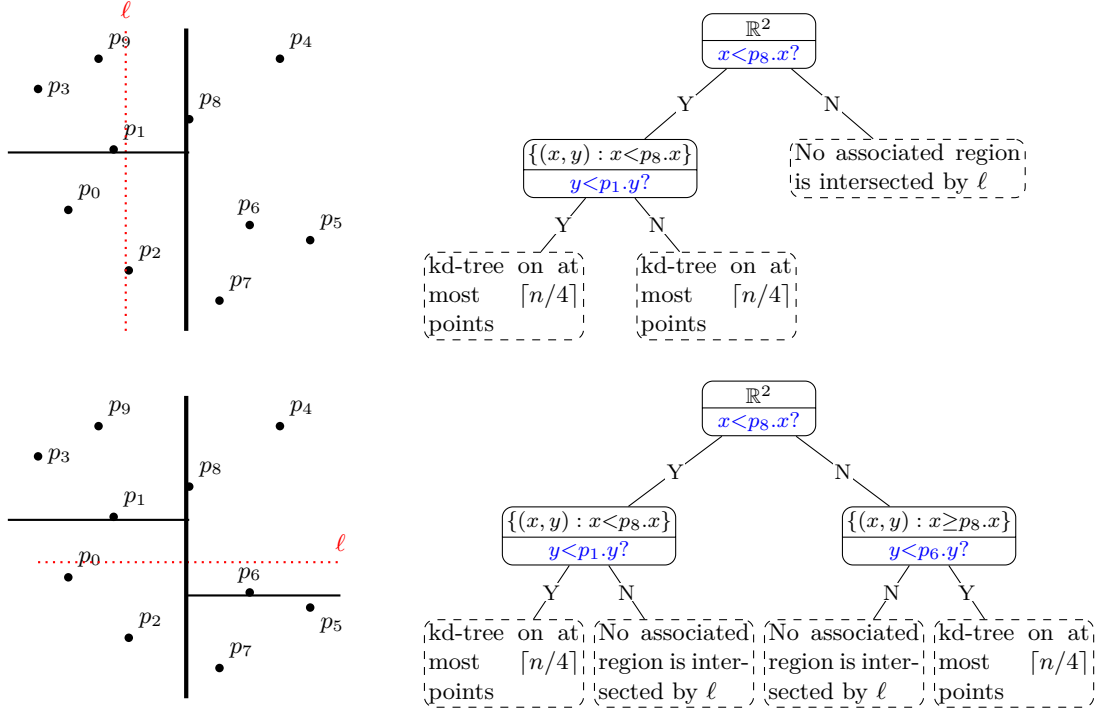 ℓ
p₉
p₄
p₃
p₈
p₁
p₀
p₆
p₅
p₂
p₇
ℝ²
x<p₈.x?
Y
N
{(x, y) : x<p₈.x}
y<p₁.y?
No associated region
is intersected by ℓ
Y
N
kd-tree on at
most ⌈n/4⌉
points
kd-tree on at
most ⌈n/4⌉
points
p₉
p₄
p₃
p₈
p₁
ℓ
p₀
p₆
p₂
p₅
p₇
ℝ²
x<p₈.x?
Y
N
{(x, y) : x<p₈.x}
y<p₁.y?
{(x, y) : x≥p₈.x}
y<p₆.y?
Y
N
N
Y
kd-tree on at
most ⌈n/4⌉
points
No associated
region is inter-
sected by ℓ
No associated
region is inter-
sected by ℓ
kd-tree on at
most ⌈n/4⌉
points